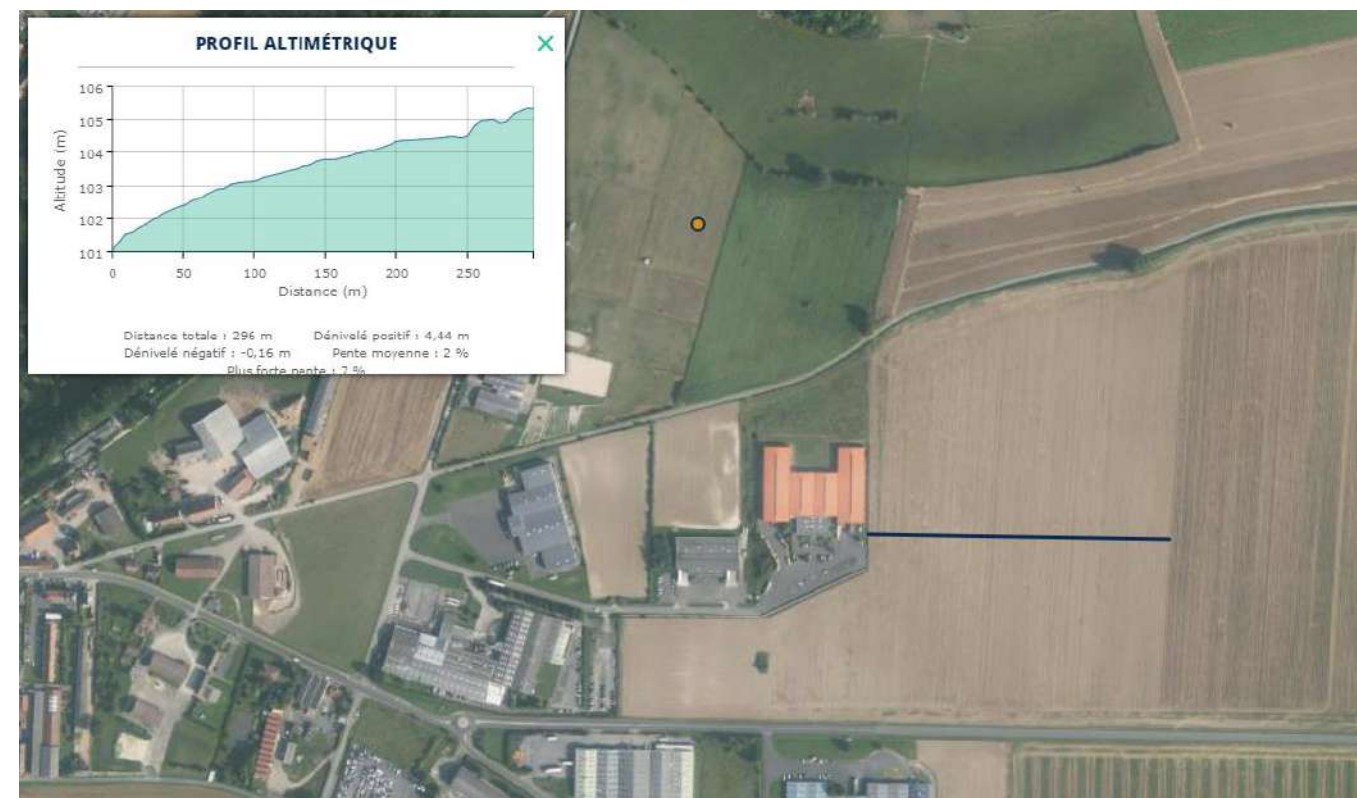 PROFIL ALTIMÉTRIQUE
106
105
104
103
102
101
Altitude (m)
0 50 100 150 200 250
Distance (m)
Distance totale : 296 m Dénivelé positif : 4,44 m
Dénivelé négatif : -0,16 m Pente moyenne : 2 %
Plus forte pente : 7 %